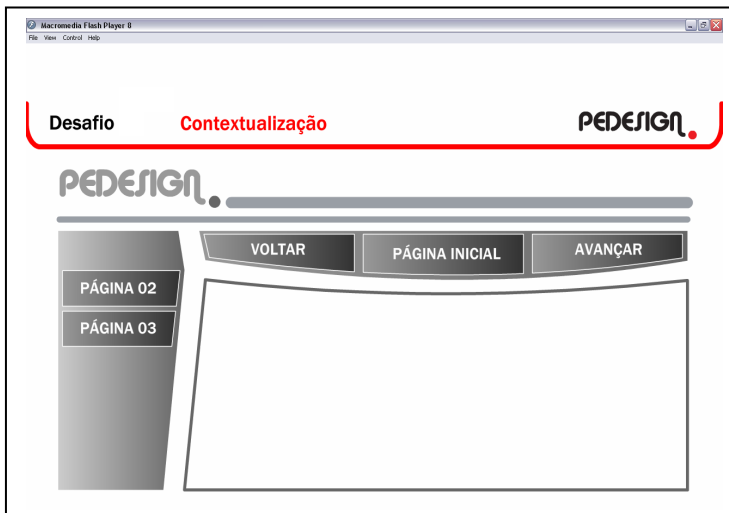 Macromedia Flash Player 8
File View Control Help
Desafio Contextualização PEDESIGN.
PEDESIGN.
VOLTAR PÁGINA INICIAL AVANÇAR
PÁGINA 02
PÁGINA 03